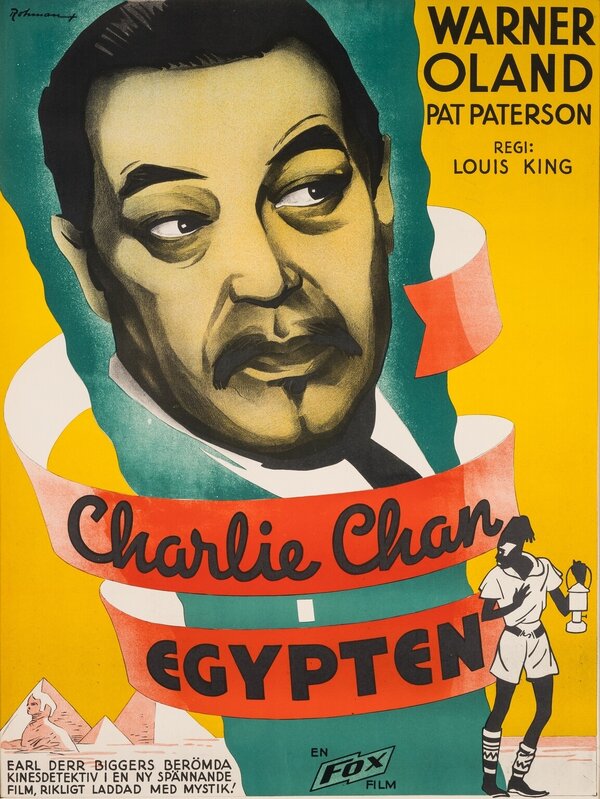 Rohman
WARNER
OLAND
PAT PATERSON
REGI:
LOUIS KING
Charlie Chan
i
EGYPTEN
EARL DERR BIGGERS BERÖMDA
KINESDETEKTIV I EN NY SPÄNNANDE
FILM, RIKLIGT LADDAD MED MYSTIK!
EN
FOX
FILM